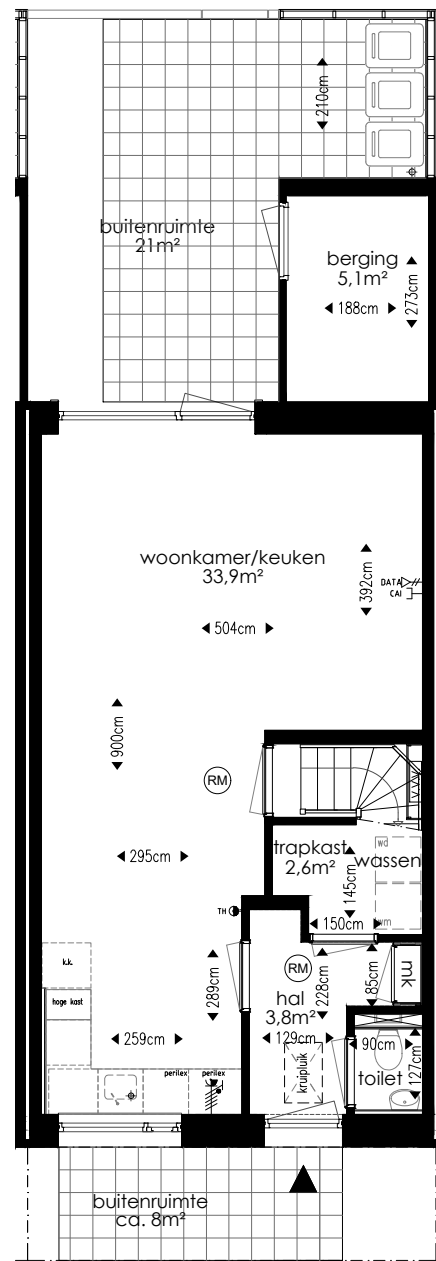 210cm
buitenruimte
21m²
berging
5,1m²
188cm
273cm
woonkamer/keuken
33,9m²
392cm
DATA
CAI
504cm
900cm
RM
trapkast
2,6m²
wassen
wd
wm
145cm
295cm
150cm
TH
k.k.
hoge kast
289cm
RM
hal
3,8m²
228cm
85cm
mk
259cm
129cm
kruipluik
90cm
127cm
toilet
perilex
perilex
buitenruimte
ca. 8m²